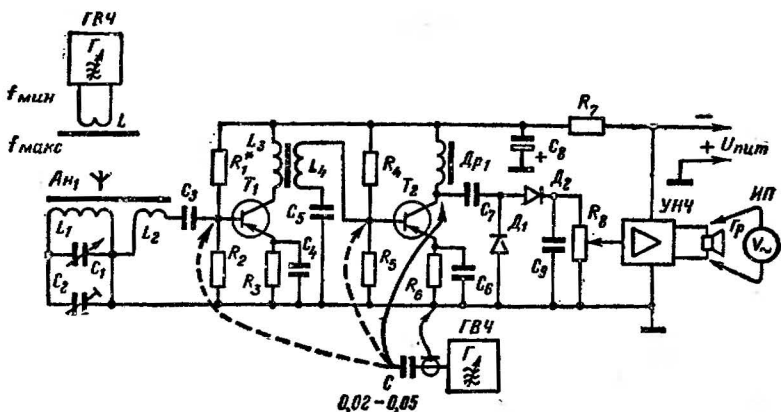 ГВЧ
Г
fмин
L
fмакс
Ан1
L1
C1
C2
L2
C3
R1*
R2
T1
L3
L4
C5
R3
C4
R4
R5
T2
Др1
C7
R6
C6
Д1
Д2
C8
+
C9
R7
R8
−
+ Uпит
УНЧ
ИП
Гр
V~
ГВЧ
Г
C
0,02–0,05